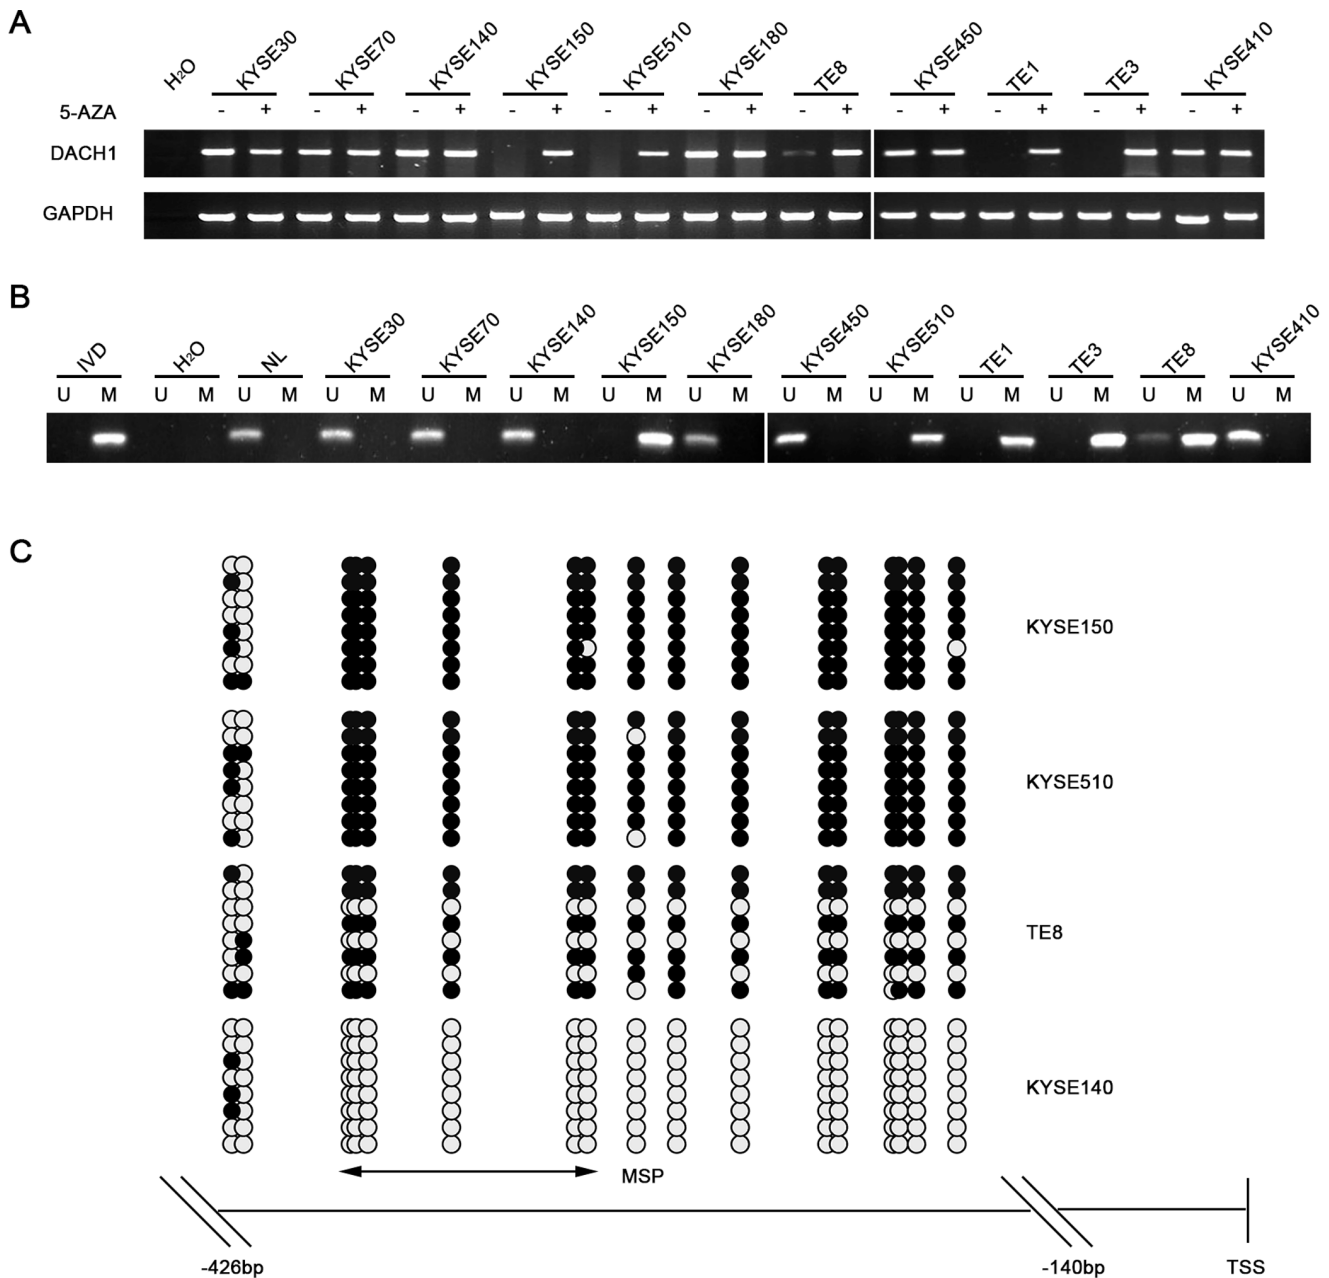 A
H₂O KYSE30 KYSE70 KYSE140 KYSE150 KYSE510 KYSE180 TE8 KYSE450 TE1 TE3 KYSE410
5-AZA - + - + - + - + - + - + - + - + - + - + - +
DACH1
GAPDH
B
IVD H₂O NL KYSE30 KYSE70 KYSE140 KYSE150 KYSE180 KYSE450 KYSE510 TE1 TE3 TE8 KYSE410
U M U M U M U M U M U M U M U M U M U M U M U M U M U M
C
KYSE150
KYSE510
TE8
KYSE140
MSP
-426bp -140bp TSS